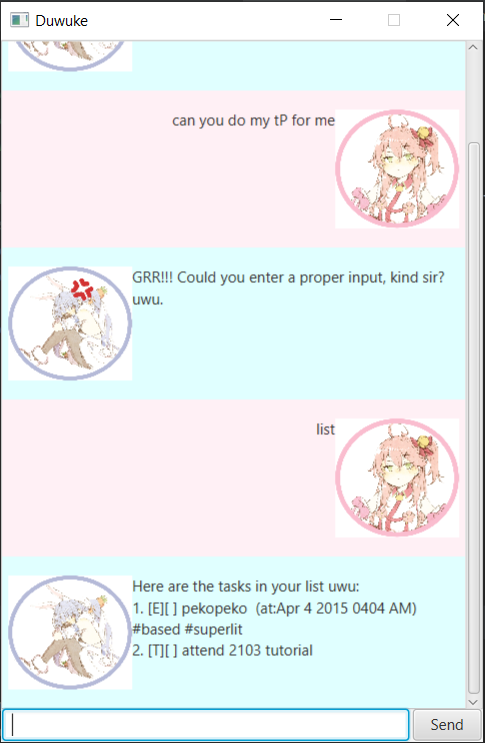 Duwuke
can you do my tP for me
GRR!!! Could you enter a proper input, kind sir?
uwu.
list
Here are the tasks in your list uwu:
1. [E][ ] pekopeko  (at:Apr 4 2015 0404 AM)
#based #superlit
2. [T][ ] attend 2103 tutorial
Send